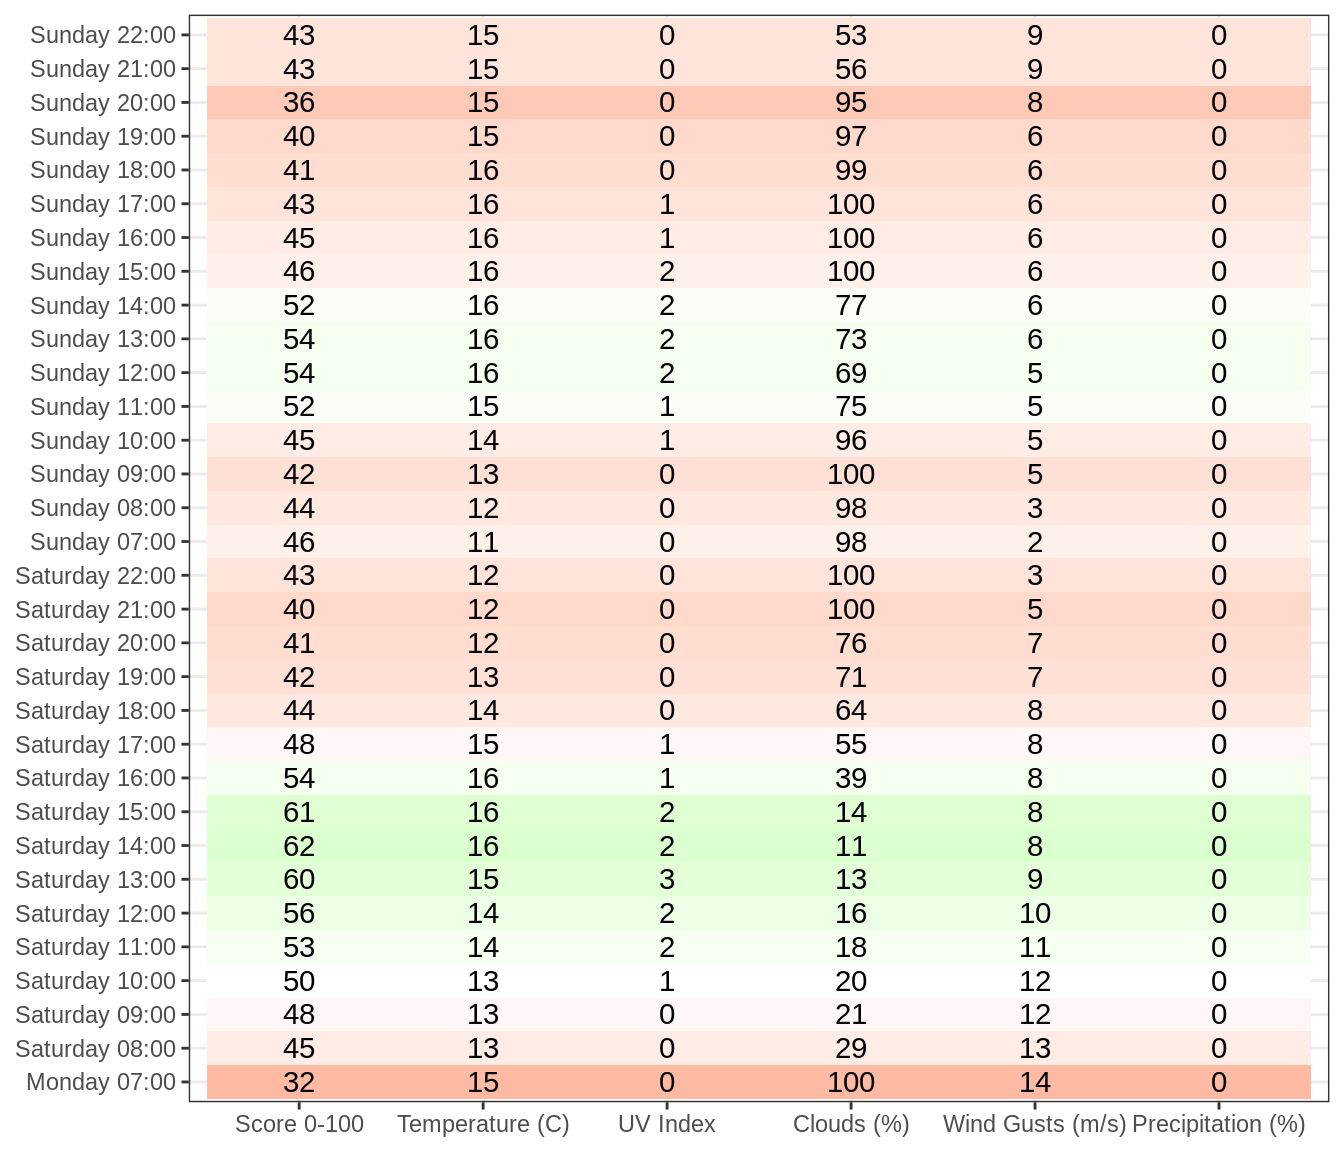 Sunday 22:00 43 15 0 53 9 0
Sunday 21:00 43 15 0 56 9 0
Sunday 20:00 36 15 0 95 8 0
Sunday 19:00 40 15 0 97 6 0
Sunday 18:00 41 16 0 99 6 0
Sunday 17:00 43 16 1 100 6 0
Sunday 16:00 45 16 1 100 6 0
Sunday 15:00 46 16 2 100 6 0
Sunday 14:00 52 16 2 77 6 0
Sunday 13:00 54 16 2 73 6 0
Sunday 12:00 54 16 2 69 5 0
Sunday 11:00 52 15 1 75 5 0
Sunday 10:00 45 14 1 96 5 0
Sunday 09:00 42 13 0 100 5 0
Sunday 08:00 44 12 0 98 3 0
Sunday 07:00 46 11 0 98 2 0
Saturday 22:00 43 12 0 100 3 0
Saturday 21:00 40 12 0 100 5 0
Saturday 20:00 41 12 0 76 7 0
Saturday 19:00 42 13 0 71 7 0
Saturday 18:00 44 14 0 64 8 0
Saturday 17:00 48 15 1 55 8 0
Saturday 16:00 54 16 1 39 8 0
Saturday 15:00 61 16 2 14 8 0
Saturday 14:00 62 16 2 11 8 0
Saturday 13:00 60 15 3 13 9 0
Saturday 12:00 56 14 2 16 10 0
Saturday 11:00 53 14 2 18 11 0
Saturday 10:00 50 13 1 20 12 0
Saturday 09:00 48 13 0 21 12 0
Saturday 08:00 45 13 0 29 13 0
Monday 07:00 32 15 0 100 14 0
Score 0-100 Temperature (C) UV Index Clouds (%) Wind Gusts (m/s) Precipitation (%)